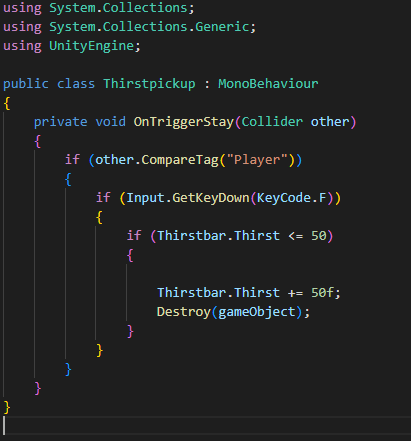 using System.Collections;
using System.Collections.Generic;
using UnityEngine;

public class Thirstpickup : MonoBehaviour
{
    private void OnTriggerStay(Collider other)
    {
        if (other.CompareTag("Player"))
        {
            if (Input.GetKeyDown(KeyCode.F))
            {
                if (Thirstbar.Thirst <= 50)
                {

                    Thirstbar.Thirst += 50f;
                    Destroy(gameObject);
                }
            }
        }
    }
}